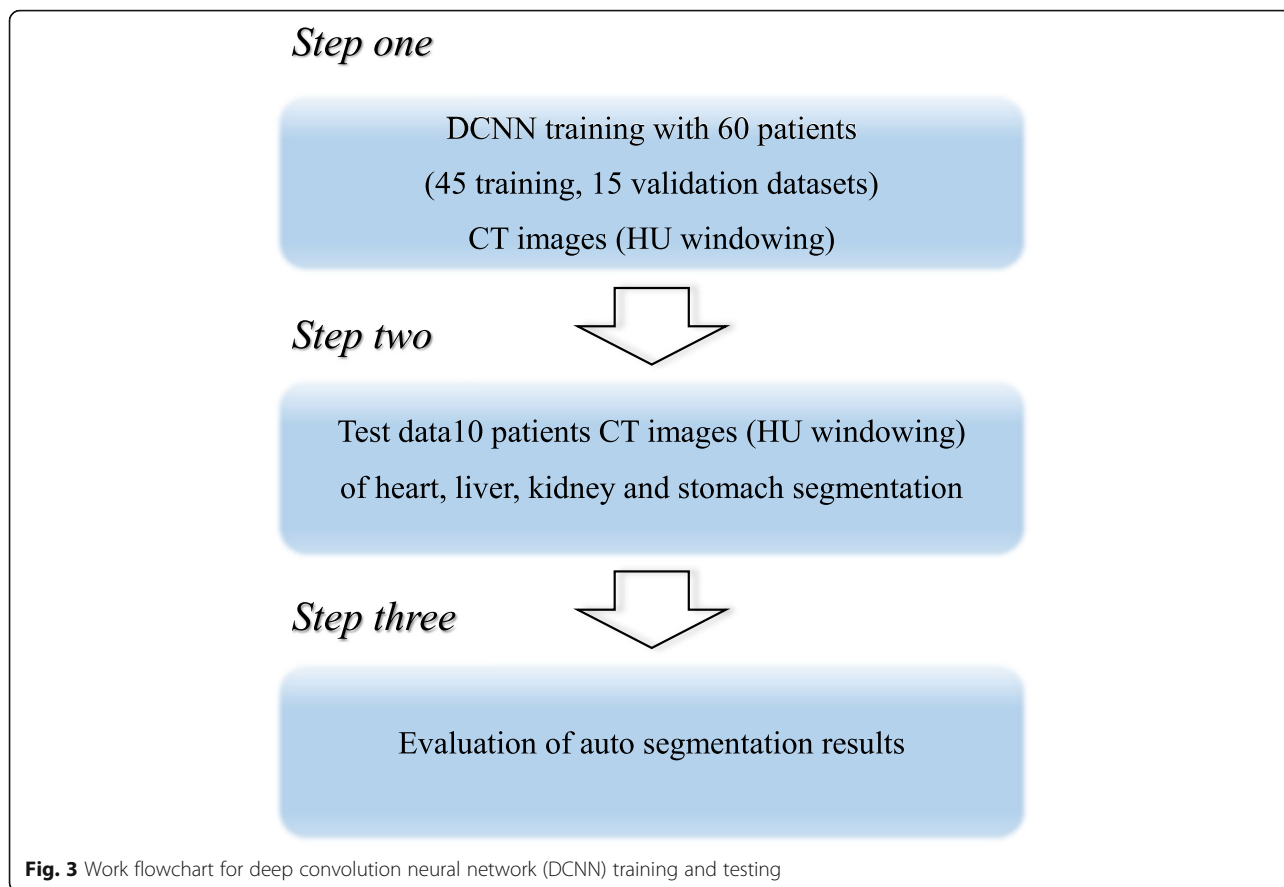 Step one
DCNN training with 60 patients
(45 training, 15 validation datasets)
CT images (HU windowing)
Step two
Test data10 patients CT images (HU windowing)
of heart, liver, kidney and stomach segmentation
Step three
Evaluation of auto segmentation results
Fig. 3 Work flowchart for deep convolution neural network (DCNN) training and testing